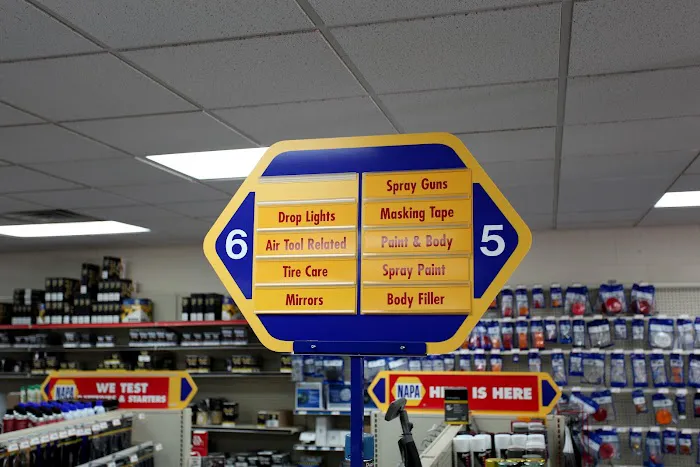 6
Drop Lights
Air Tool Related
Tire Care
Mirrors
Spray Guns
Masking Tape
Paint & Body
Spray Paint
Body Filler
5
NAPA
WE TEST
& STARTERS
NAPA
IS HERE